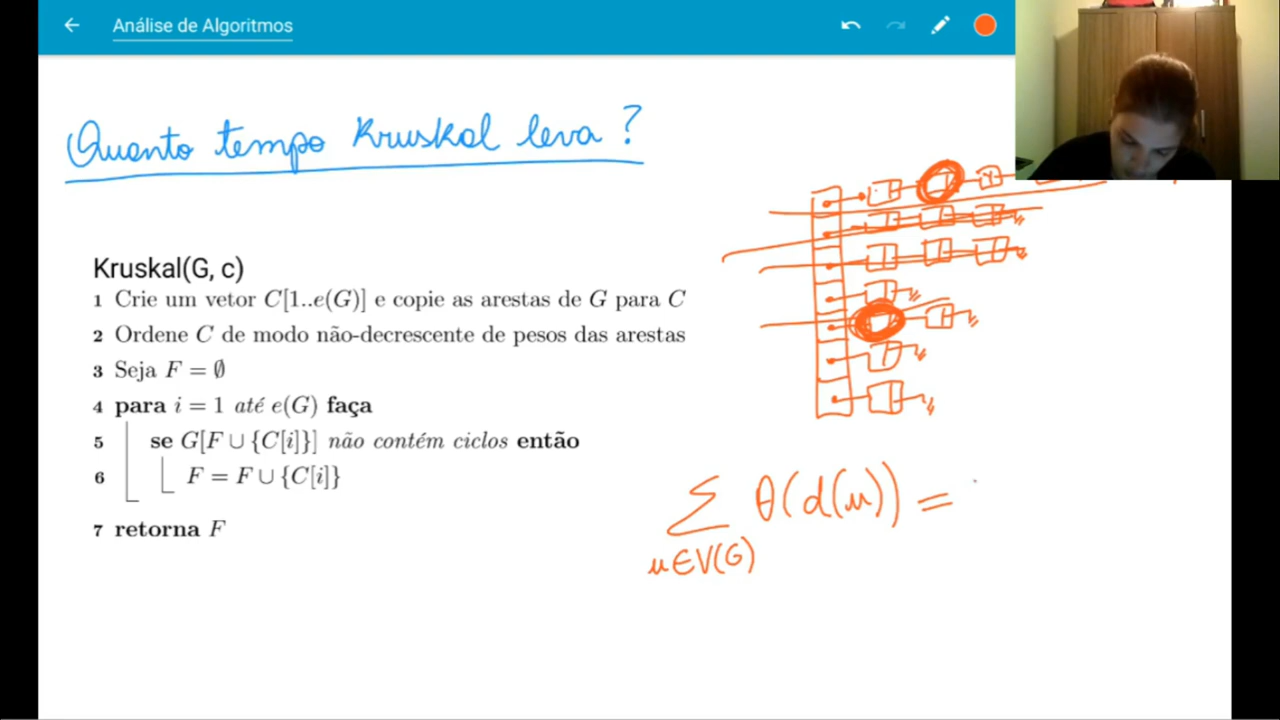 Análise de Algoritmos
Quanto tempo Kruskal leva?
Kruskal(G, c)
1 Crie um vetor C[1..e(G)] e copie as arestas de G para C
2 Ordene C de modo não-decrescente de pesos das arestas
3 Seja F = ∅
4 para i = 1 até e(G) faça
5 se G[F ∪ {C[i]}] não contém ciclos então
6 F = F ∪ {C[i]}
7 retorna F
∑ θ(d(u)) =
u∈V(G)